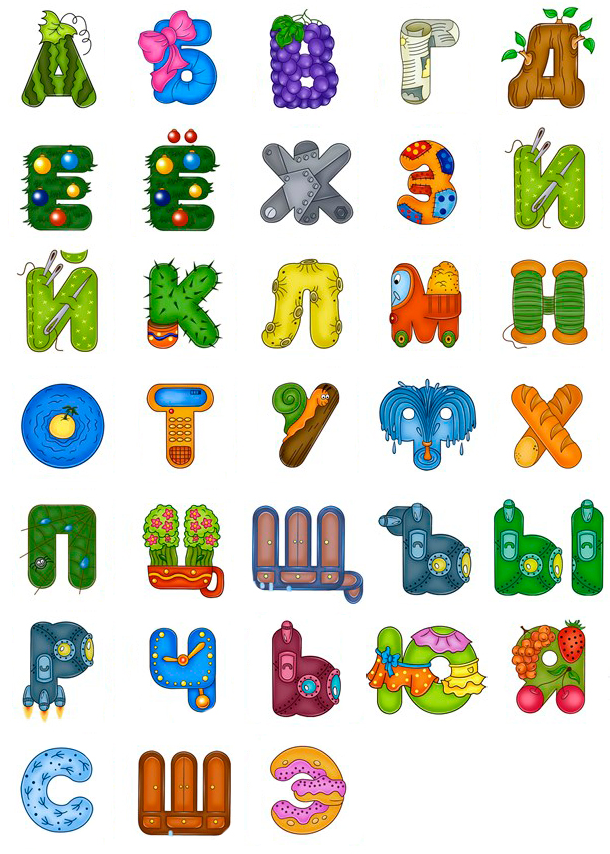 А Б В Г Д
Е Ё Ж З И
Й К Л М Н
О Т У Ф Х
П Ц Щ Ъ Ы
Р Ч Ь Ю Я
С Ш Э